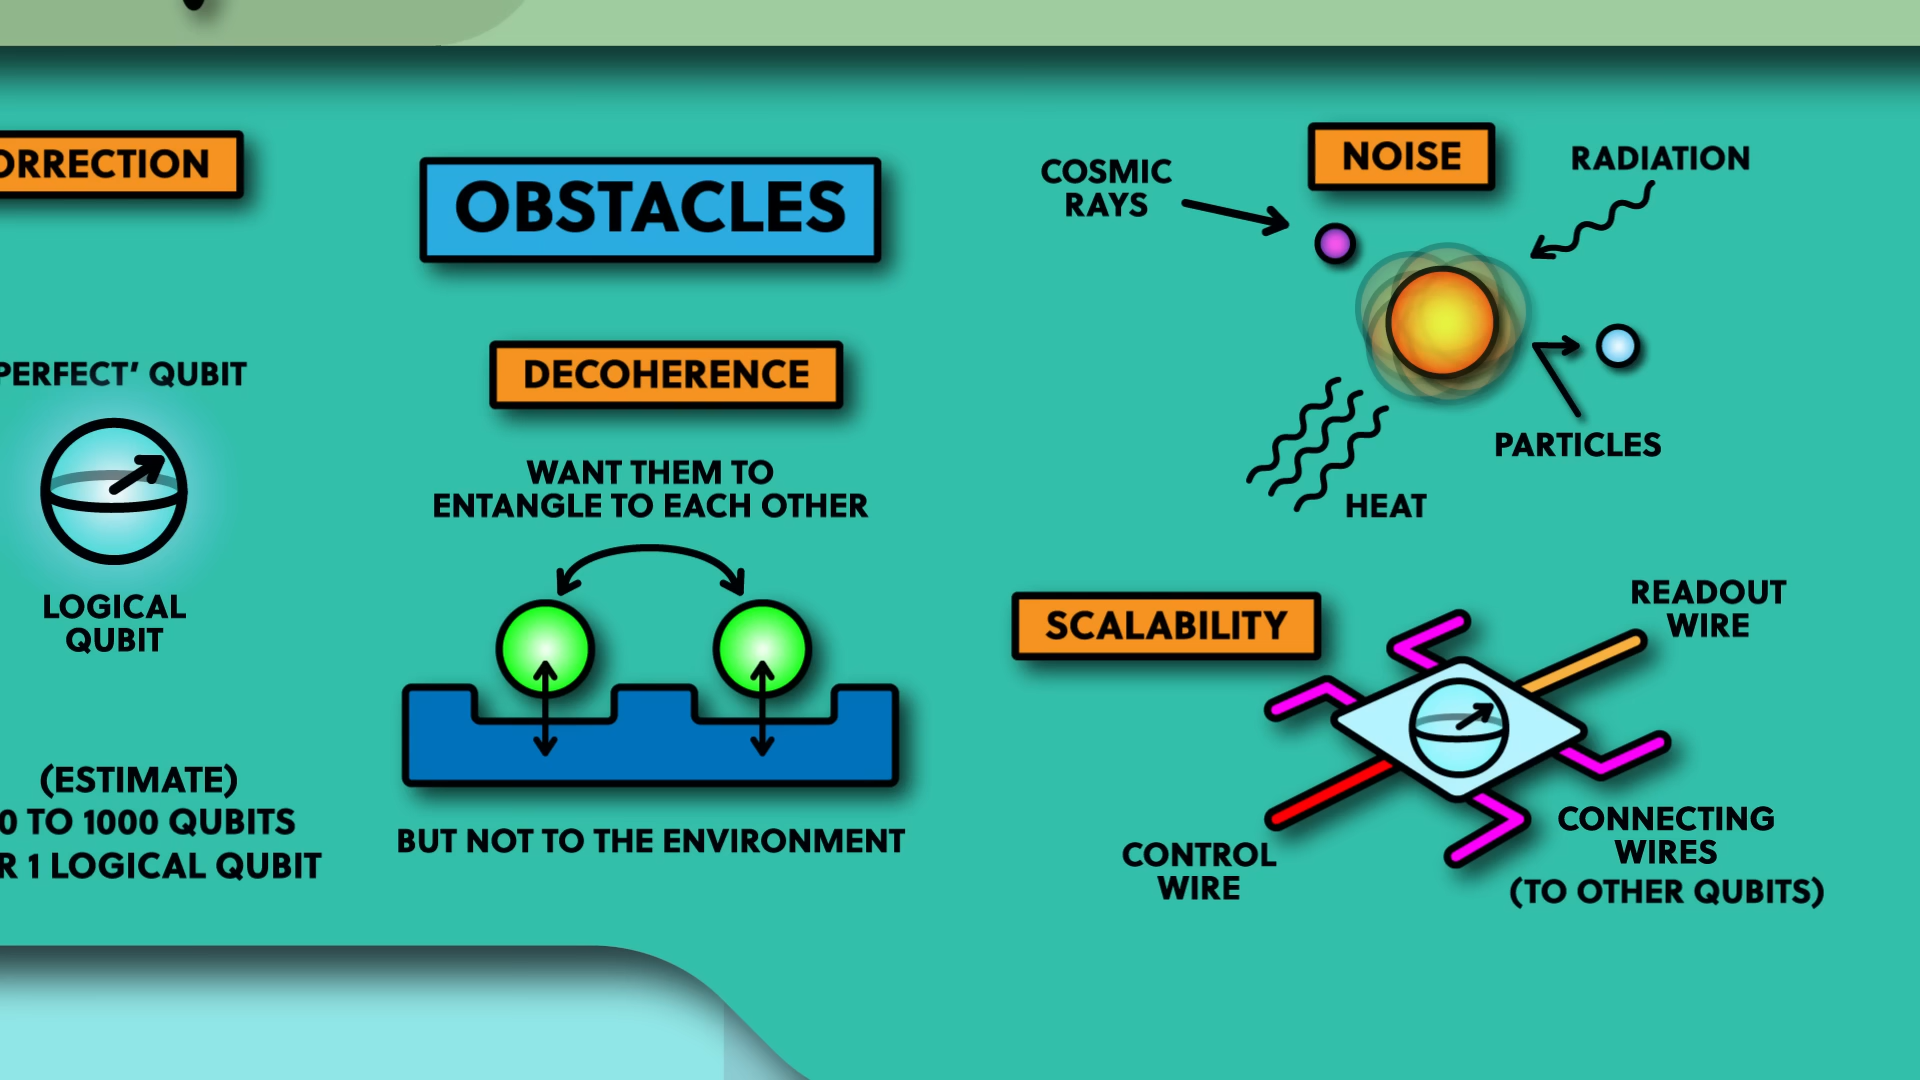 ORRECTION
PERFECT’ QUBIT
LOGICAL
QUBIT
(ESTIMATE)
0 TO 1000 QUBITS
R 1 LOGICAL QUBIT
OBSTACLES
DECOHERENCE
WANT THEM TO
ENTANGLE TO EACH OTHER
BUT NOT TO THE ENVIRONMENT
NOISE
COSMIC
RAYS
RADIATION
PARTICLES
HEAT
SCALABILITY
READOUT
WIRE
CONTROL
WIRE
CONNECTING
WIRES
(TO OTHER QUBITS)